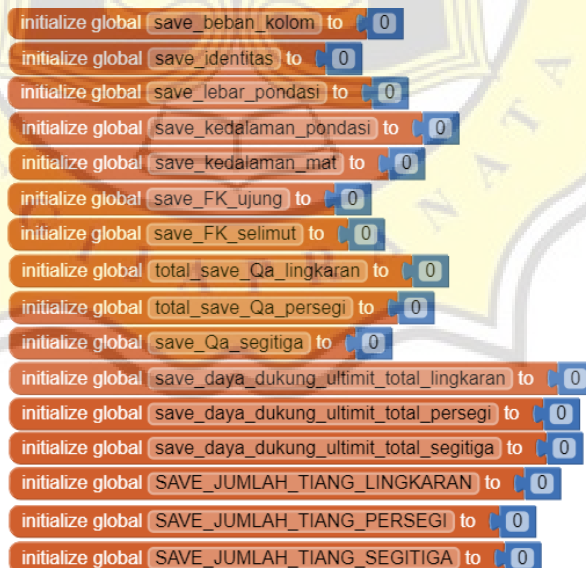 initialize global save_beban_kolom to 0
initialize global save_identitas to 0
initialize global save_lebar_pondasi to 0
initialize global save_kedalaman_pondasi to 0
initialize global save_kedalaman_mat to 0
initialize global save_FK_ujung to 0
initialize global save_FK_selimut to 0
initialize global total_save_Qa_lingkaran to 0
initialize global total_save_Qa_persegi to 0
initialize global save_Qa_segitiga to 0
initialize global save_daya_dukung_ultimit_total_lingkaran to 0
initialize global save_daya_dukung_ultimit_total_persegi to 0
initialize global save_daya_dukung_ultimit_total_segitiga to 0
initialize global SAVE_JUMLAH_TIANG_LINGKARAN to 0
initialize global SAVE_JUMLAH_TIANG_PERSEGI to 0
initialize global SAVE_JUMLAH_TIANG_SEGITIGA to 0